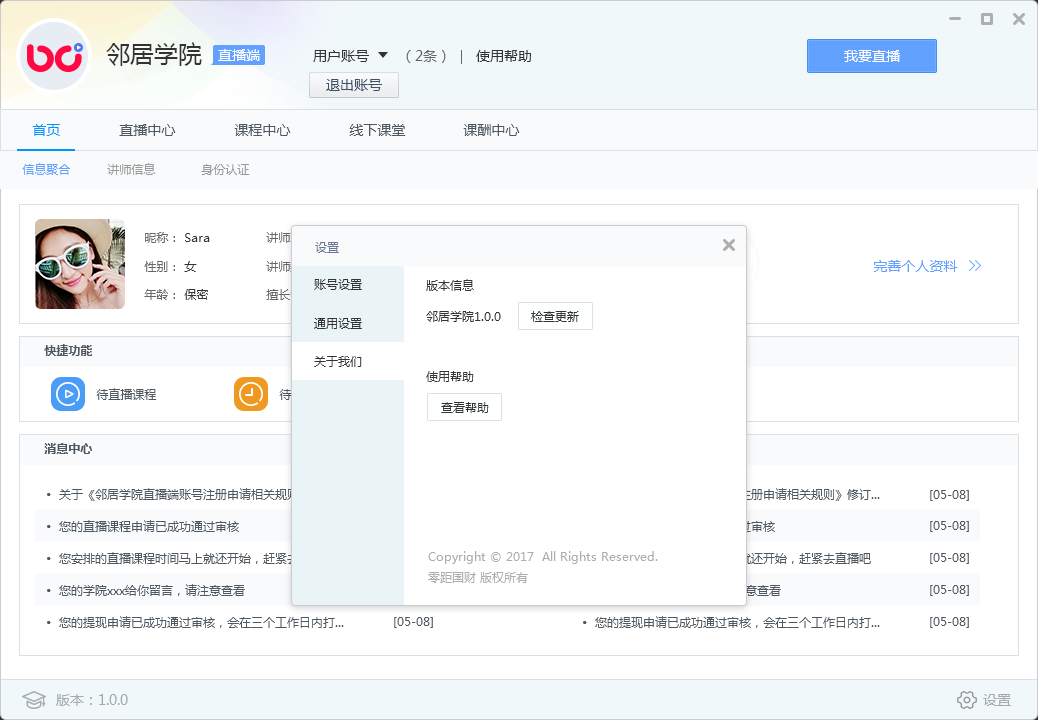 邻居学院 直播端
用户账号 （2条） | 使用帮助
退出账号
我要直播
首页 直播中心 课程中心 线下课堂 课酬中心
信息聚合 讲师信息 身份认证
昵称： Sara 讲师
性别： 女 讲师
年龄： 保密 擅长
完善个人资料
设置
账号设置
通用设置
关于我们
版本信息
邻居学院1.0.0 检查更新
使用帮助
查看帮助
Copyright © 2017 All Rights Reserved.
零距国财 版权所有
快捷功能
待直播课程 待
消息中心
• 关于《邻居学院直播端账号注册申请相关规 册申请相关规则》修订... [05-08]
• 您的直播课程申请已成功通过审核 审核 [05-08]
• 您安排的直播课程时间马上就还开始，赶紧 还开始，赶紧去直播吧 [05-08]
• 您的学院xxx给你留言，请注意查看 意查看 [05-08]
• 您的提现申请已成功通过审核，会在三个工作日内打... [05-08] • 您的提现申请已成功通过审核，会在三个工作日内打... [05-08]
版本：1.0.0 设置